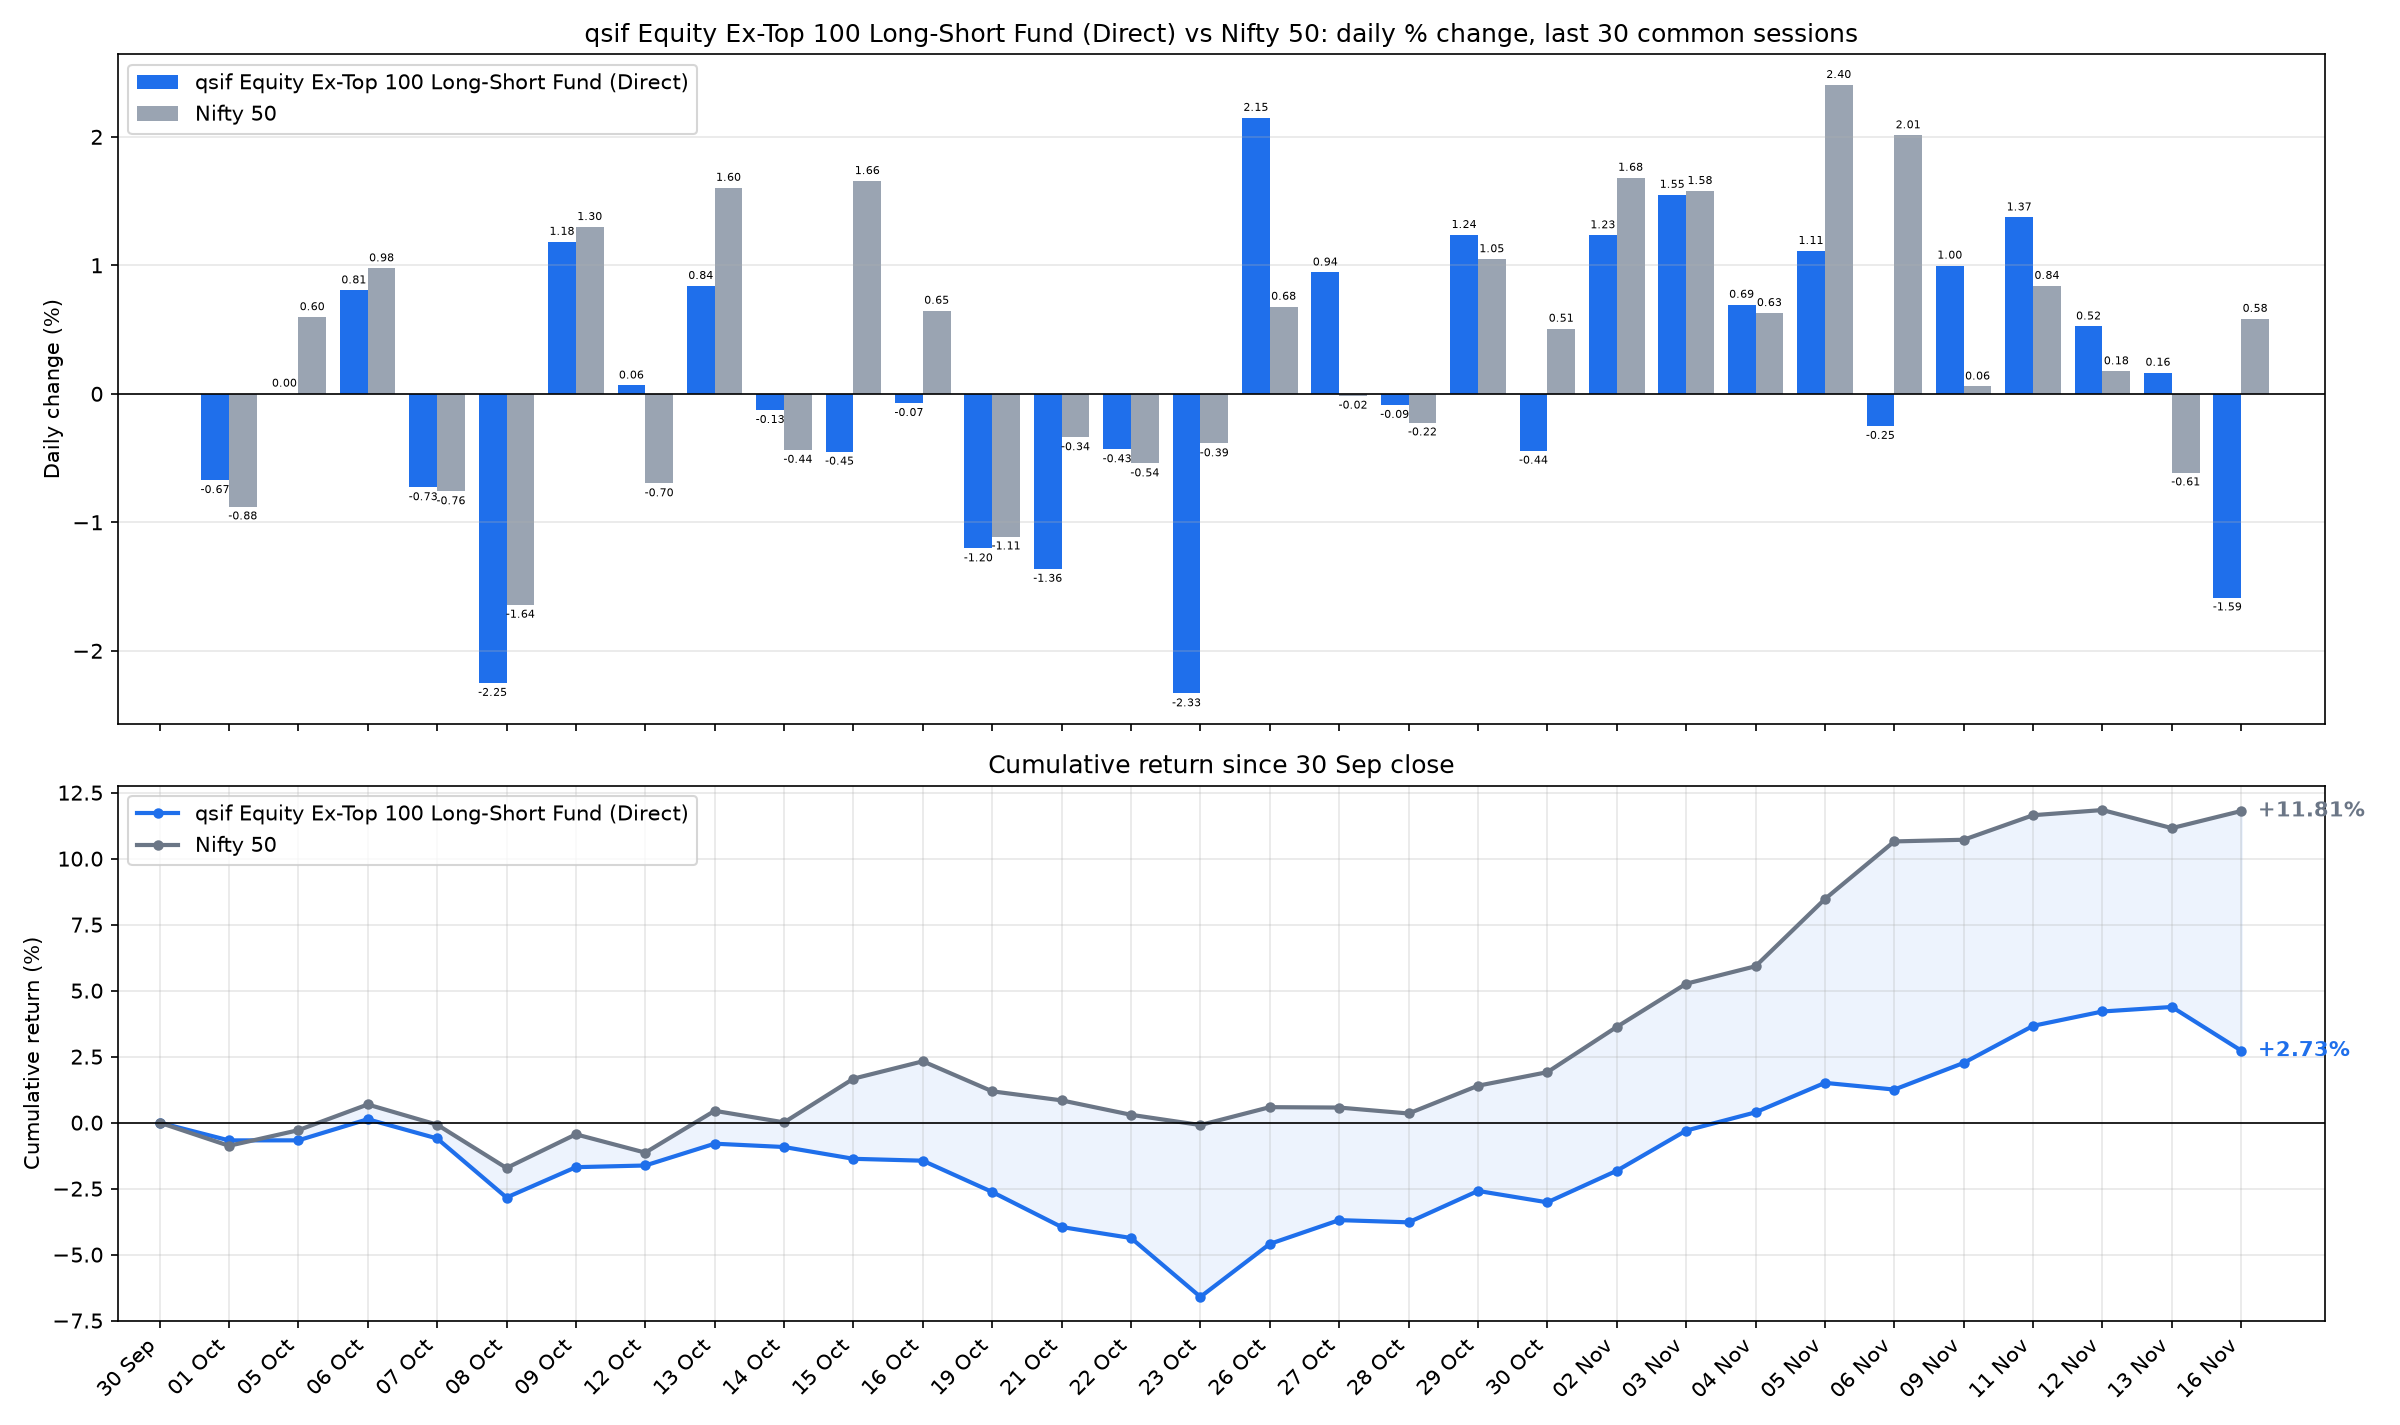 qsif Equity Ex-Top 100 Long-Short Fund (Direct) vs Nifty 50: daily % change, last 30 common sessions
qsif Equity Ex-Top 100 Long-Short Fund (Direct)
Nifty 50
Daily change (%)
2
1
0
−1
−2
-0.67
-0.88
0.00
0.60
0.81
0.98
-0.73
-0.76
-2.25
-1.64
1.18
1.30
0.06
-0.70
0.84
1.60
-0.13
-0.44
-0.45
1.66
-0.07
0.65
-1.20
-1.11
-1.36
-0.34
-0.43
-0.54
-2.33
-0.39
2.15
0.68
0.94
-0.02
-0.09
-0.22
1.24
1.05
-0.44
0.51
1.23
1.68
1.55
1.58
0.69
0.63
1.11
2.40
-0.25
2.01
1.00
0.06
1.37
0.84
0.52
0.18
0.16
-0.61
-1.59
0.58
Cumulative return since 30 Sep close
qsif Equity Ex-Top 100 Long-Short Fund (Direct)
Nifty 50
Cumulative return (%)
12.5
10.0
7.5
5.0
2.5
0.0
−2.5
−5.0
−7.5
+11.81%
+2.73%
30 Sep
01 Oct
05 Oct
06 Oct
07 Oct
08 Oct
09 Oct
12 Oct
13 Oct
14 Oct
15 Oct
16 Oct
19 Oct
21 Oct
22 Oct
23 Oct
26 Oct
27 Oct
28 Oct
29 Oct
30 Oct
02 Nov
03 Nov
04 Nov
05 Nov
06 Nov
09 Nov
11 Nov
12 Nov
13 Nov
16 Nov